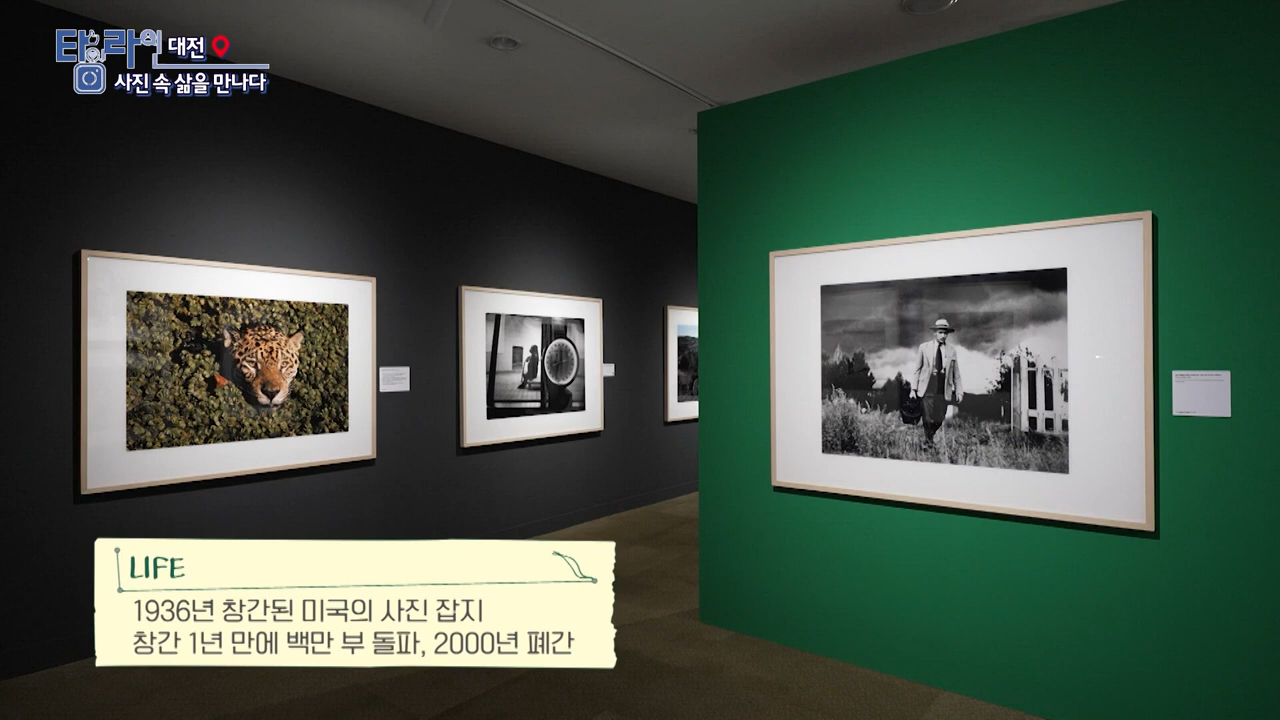 타임라인 대전
사진 속 삶을 만나다
LIFE
1936년 창간된 미국의 사진 잡지
창간 1년 만에 백만 부 돌파, 2000년 폐간